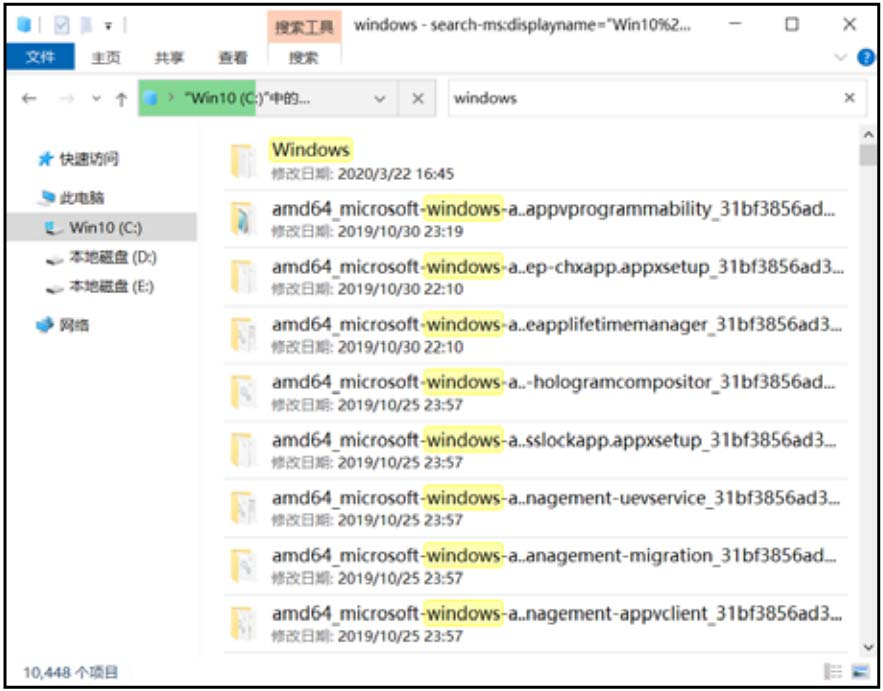 搜索工具 windows - search-ms:displayname="Win10%2...
文件 主页 共享 查看 搜索
"Win10 (C:)"中的... windows
快速访问
此电脑
Win10 (C:)
本地磁盘 (D:)
本地磁盘 (E:)
网络
Windows
修改日期: 2020/3/22 16:45
amd64_microsoft-windows-a..appvprogrammability_31bf3856ad...
修改日期: 2019/10/30 23:19
amd64_microsoft-windows-a..ep-chxapp.appxsetup_31bf3856ad3...
修改日期: 2019/10/30 22:10
amd64_microsoft-windows-a..eapplifetimemanager_31bf3856ad3...
修改日期: 2019/10/30 22:10
amd64_microsoft-windows-a..-hologramcompositor_31bf3856ad...
修改日期: 2019/10/25 23:57
amd64_microsoft-windows-a..sslockapp.appxsetup_31bf3856ad3...
修改日期: 2019/10/25 23:57
amd64_microsoft-windows-a..nagement-uevservice_31bf3856ad3...
修改日期: 2019/10/25 23:57
amd64_microsoft-windows-a..anagement-migration_31bf3856ad...
修改日期: 2019/10/25 23:57
amd64_microsoft-windows-a..nagement-appvclient_31bf3856ad3...
修改日期: 2019/10/25 23:57
10,448 个项目